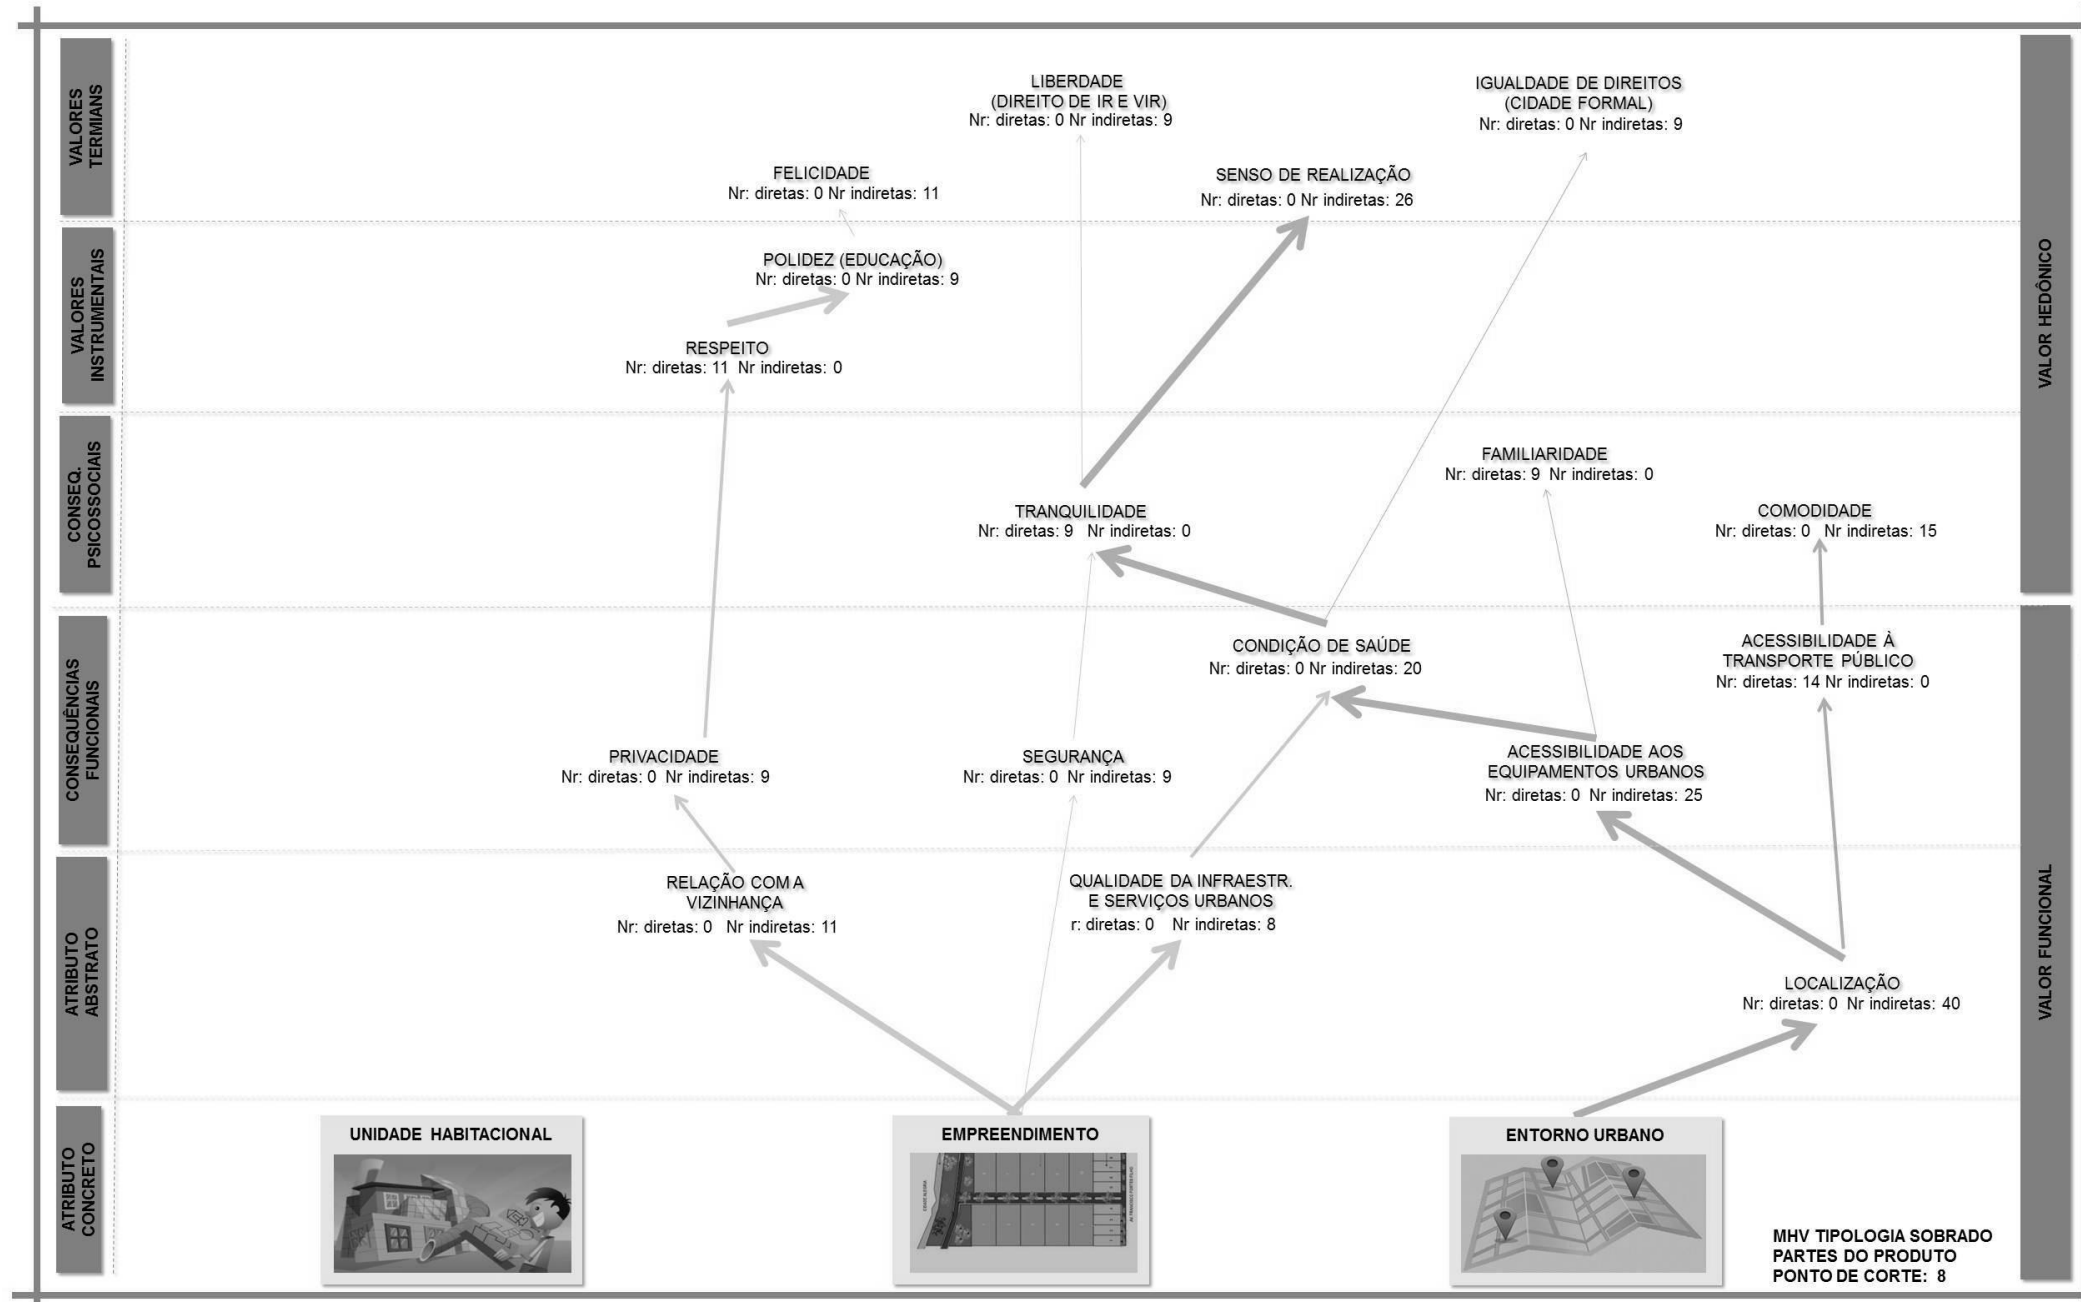 VALORES
TERMIANS
LIBERDADE
(DIREITO DE IR E VIR)
Nr: diretas: 0 Nr indiretas: 9
IGUALDADE DE DIREITOS
(CIDADE FORMAL)
Nr: diretas: 0 Nr indiretas: 9
FELICIDADE
Nr: diretas: 0 Nr indiretas: 11
SENSO DE REALIZAÇÃO
Nr: diretas: 0 Nr indiretas: 26
VALOR HEDÔNICO
VALORES
INSTRUMENTAIS
POLIDEZ (EDUCAÇÃO)
Nr: diretas: 0 Nr indiretas: 9
RESPEITO
Nr: diretas: 11 Nr indiretas: 0
CONSEQ.
PSICOSSOCIAIS
FAMILIARIDADE
Nr: diretas: 9 Nr indiretas: 0
TRANQUILIDADE
Nr: diretas: 9 Nr indiretas: 0
COMODIDADE
Nr: diretas: 0 Nr indiretas: 15
CONSEQUÊNCIAS
FUNCIONAIS
CONDIÇÃO DE SAÚDE
Nr: diretas: 0 Nr indiretas: 20
ACESSIBILIDADE À
TRANSPORTE PÚBLICO
Nr: diretas: 14 Nr indiretas: 0
PRIVACIDADE
Nr: diretas: 0 Nr indiretas: 9
SEGURANÇA
Nr: diretas: 0 Nr indiretas: 9
ACESSIBILIDADE AOS
EQUIPAMENTOS URBANOS
Nr: diretas: 0 Nr indiretas: 25
VALOR FUNCIONAL
ATRIBUTO
ABSTRATO
RELAÇÃO COM A
VIZINHANÇA
Nr: diretas: 0 Nr indiretas: 11
QUALIDADE DA INFRAESTR.
E SERVIÇOS URBANOS
r: diretas: 0 Nr indiretas: 8
LOCALIZAÇÃO
Nr: diretas: 0 Nr indiretas: 40
ATRIBUTO
CONCRETO
UNIDADE HABITACIONAL
EMPREENDIMENTO
ENTORNO URBANO
MHV TIPOLOGIA SOBRADO
PARTES DO PRODUTO
PONTO DE CORTE: 8